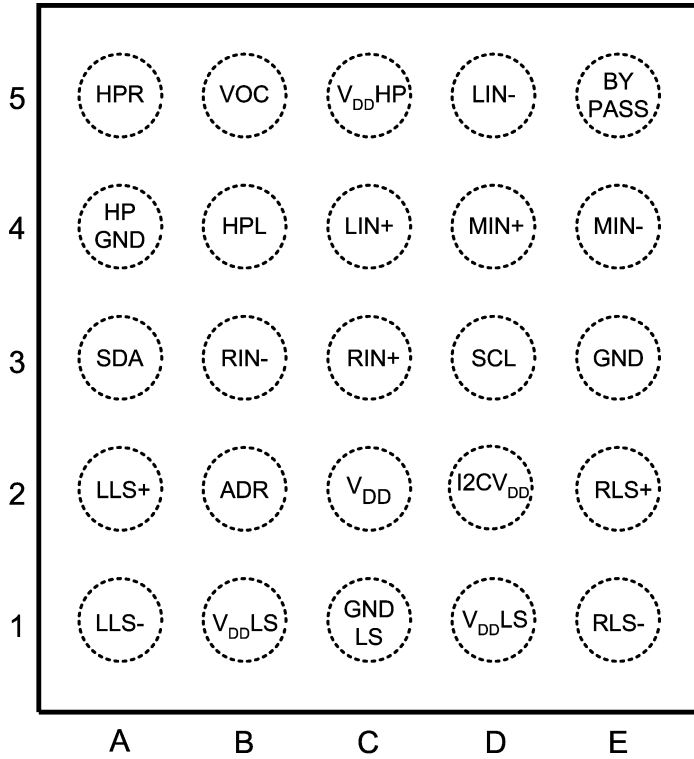 5 HPR VOC VDDHP LIN- BY PASS
4 HP GND HPL LIN+ MIN+ MIN-
3 SDA RIN- RIN+ SCL GND
2 LLS+ ADR VDD I2CVDD RLS+
1 LLS- VDDLS GND LS VDDLS RLS-
A B C D E